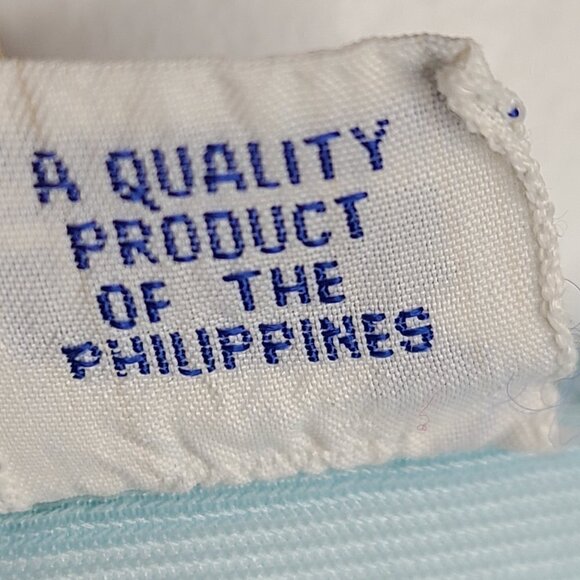 A QUALITY
PRODUCT
OF THE
PHILIPPINES